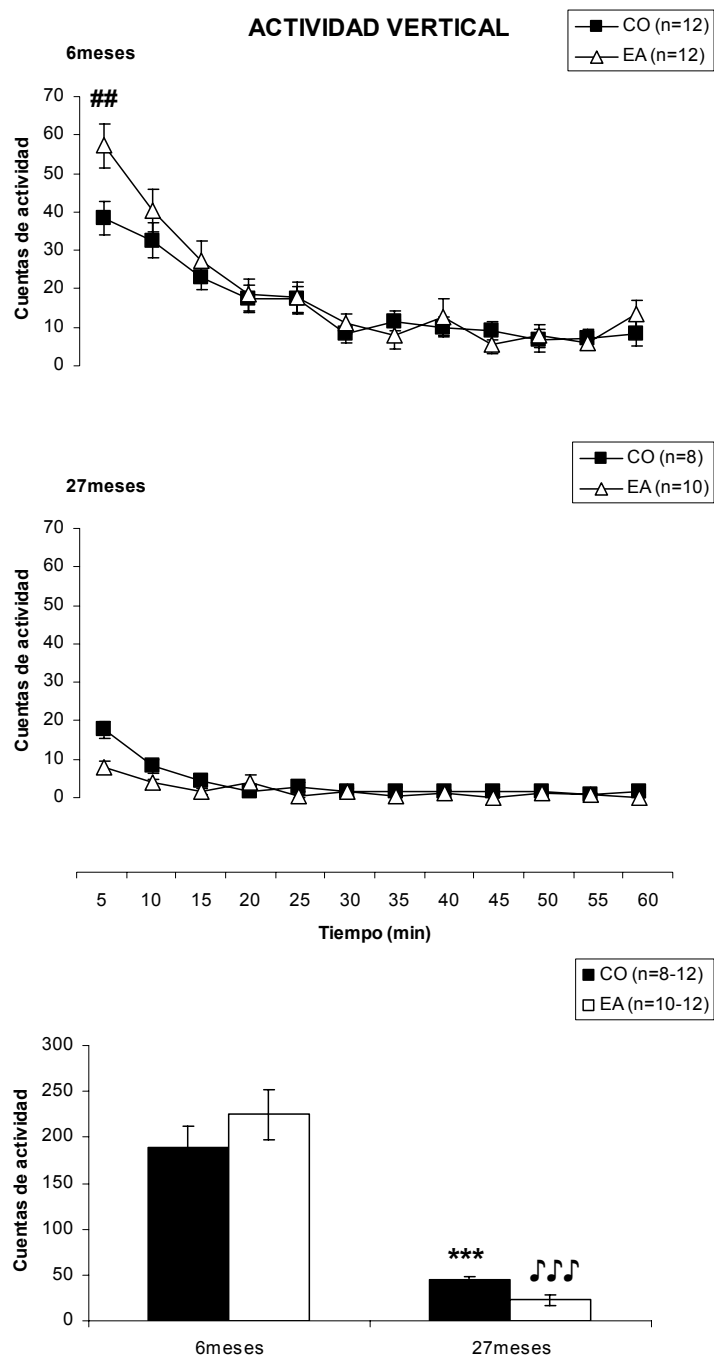 ACTIVIDAD VERTICAL
CO (n=12)
EA (n=12)
6meses
##
70
60
50
40
30
20
10
0
Cuentas de actividad
CO (n=8)
EA (n=10)
27meses
70
60
50
40
30
20
10
0
Cuentas de actividad
5 10 15 20 25 30 35 40 45 50 55 60
Tiempo (min)
CO (n=8-12)
EA (n=10-12)
300
250
200
150
100
50
0
Cuentas de actividad
*** ♪♪♪
6meses 27meses